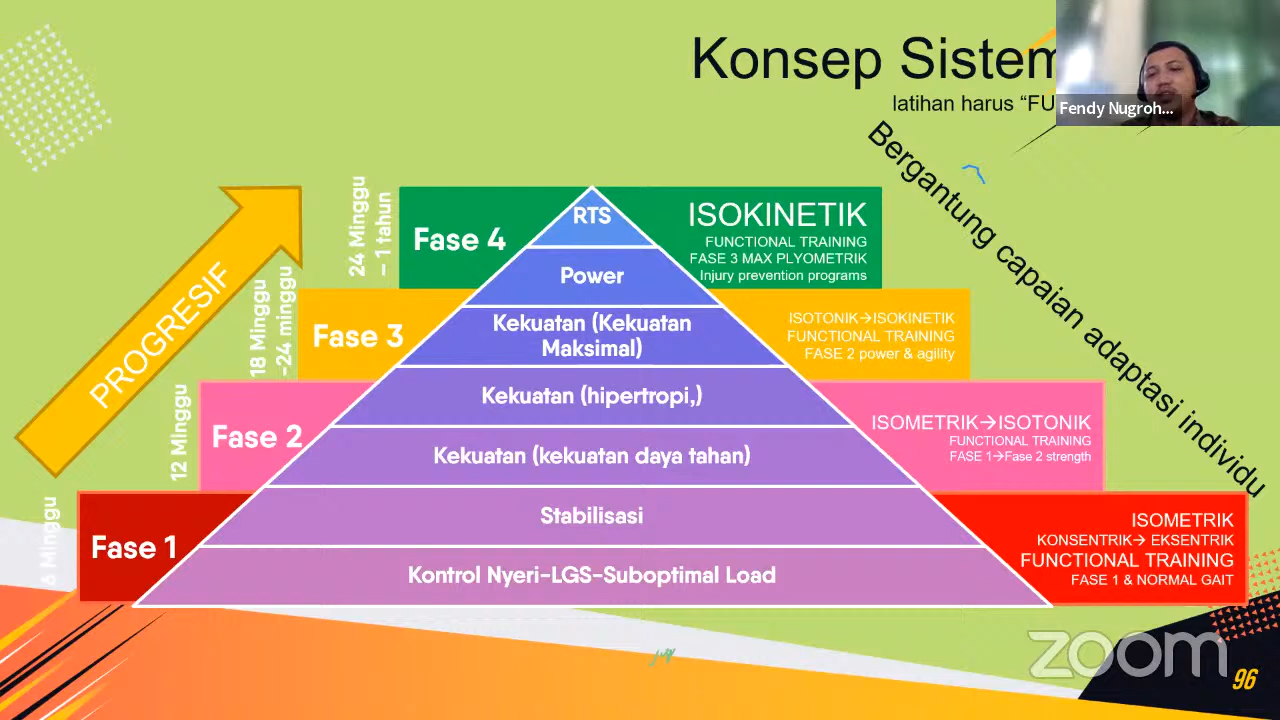 Konsep Sistem
latihan harus “FU
Fendy Nugroh...
Bergantung capaian adaptasi individu
PROGRESIF
24 Minggu
– 1 tahun
Fase 4
RTS
ISOKINETIK
FUNCTIONAL TRAINING
FASE 3 MAX PLYOMETRIK
Injury prevention programs
Power
18 Minggu
-24 minggu
Fase 3
Kekuatan (Kekuatan
Maksimal)
ISOTONIK→ISOKINETIK
FUNCTIONAL TRAINING
FASE 2 power & agility
12 Minggu
Fase 2
Kekuatan (hipertropi,)
Kekuatan (kekuatan daya tahan)
ISOMETRIK→ISOTONIK
FUNCTIONAL TRAINING
FASE 1→Fase 2 strength
6 Minggu
Fase 1
Stabilisasi
Kontrol Nyeri-LGS-Suboptimal Load
ISOMETRIK
KONSENTRIK→ EKSENTRIK
FUNCTIONAL TRAINING
FASE 1 & NORMAL GAIT
zoom
96